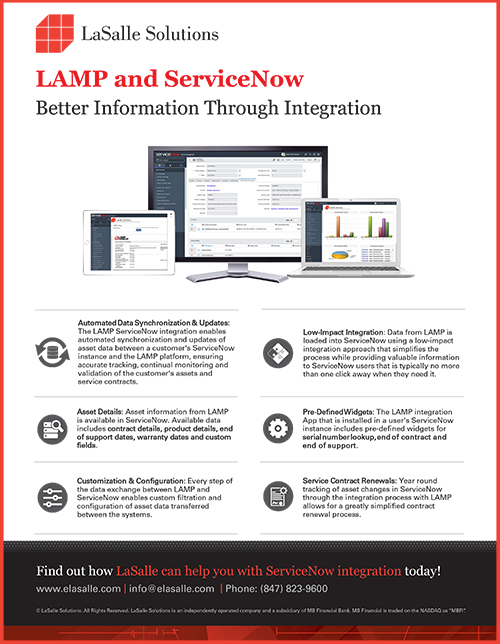 LaSalle Solutions
LAMP and ServiceNow
Better Information Through Integration
Automated Data Synchronization & Updates:
The LAMP ServiceNow integration enables
automated synchronization and updates of
asset data between a customer's ServiceNow
instance and the LAMP platform, ensuring
accurate tracking, continual monitoring and
validation of the customer's assets and
service contracts.
Low-Impact Integration: Data from LAMP is
loaded into ServiceNow using a low-impact
integration approach that simplifies the
process while providing valuable information
to ServiceNow users that is typically no more
than one click away when they need it.
Asset Details: Asset information from LAMP
is available in ServiceNow. Available data
includes contract details, product details, end
of support dates, warranty dates and custom
fields.
Pre-Defined Widgets: The LAMP integration
App that is installed in a user's ServiceNow
instance includes pre-defined widgets for
serial number lookup, end of contract and
end of support.
Customization & Configuration: Every step of
the data exchange between LAMP and
ServiceNow enables custom filtration and
configuration of asset data transferred
between the systems.
Service Contract Renewals: Year round
tracking of asset changes in ServiceNow
through the integration process with LAMP
allows for a greatly simplified contract
renewal process.
Find out how LaSalle can help you with ServiceNow integration today!
www.elasalle.com | info@elasalle.com | Phone: (847) 823-9600
© LaSalle Solutions. All Rights Reserved. LaSalle Solutions is an independently operated company and a subsidiary of MB Financial Bank. MB Financial is traded on the NASDAQ as "MBFI".